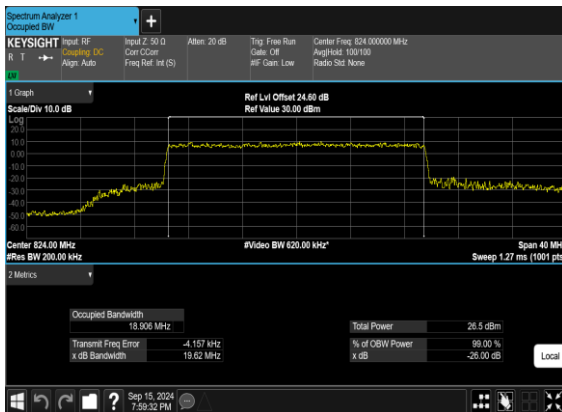 Spectrum Analyzer 1
Occupied BW
KEYSIGHT Input: RF Input Z: 50 Ω Atten: 20 dB Trig: Free Run Center Freq: 824.000000 MHz
R T Coupling: DC Corr CCorr Gate: Off Avg|Hold: 100/100
Align: Auto Freq Ref: Int (S) #IF Gain: Low Radio Std: None
1 Graph
Ref Lvl Offset 24.60 dB
Scale/Div 10.0 dB Ref Value 30.00 dBm
Log
20.0
10.0
0.00
-10.0
-20.0
-30.0
-40.0
-50.0
-60.0
Center 824.00 MHz #Video BW 620.00 kHz* Span 40 MH
#Res BW 200.00 kHz Sweep 1.27 ms (1001 pts
2 Metrics
Occupied Bandwidth
18.906 MHz Total Power 26.5 dBm
Transmit Freq Error -4.157 kHz % of OBW Power 99.00 %
x dB Bandwidth 19.62 MHz x dB -26.00 dB
Local
Sep 15, 2024
7:59:32 PM